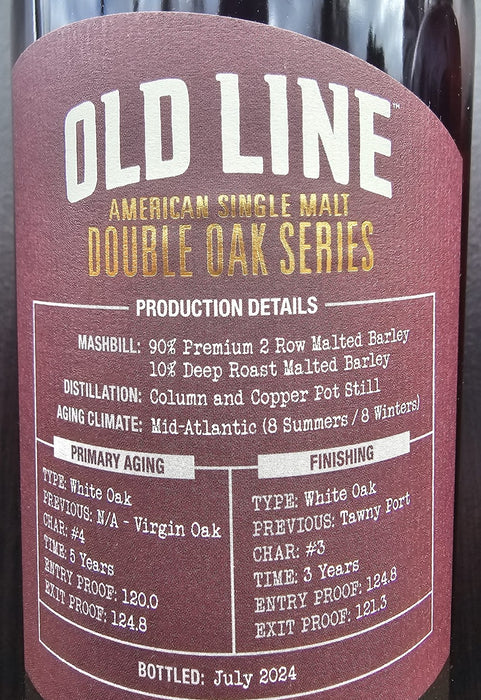 OLD LINE™
AMERICAN SINGLE MALT
DOUBLE OAK SERIES
PRODUCTION DETAILS
MASHBILL: 90% Premium 2 Row Malted Barley
10% Deep Roast Malted Barley
DISTILLATION: Column and Copper Pot Still
AGING CLIMATE: Mid-Atlantic (8 Summers / 8 Winters)
PRIMARY AGING
TYPE: White Oak
PREVIOUS: N/A - Virgin Oak
CHAR: #4
TIME: 5 Years
ENTRY PROOF: 120.0
EXIT PROOF: 124.8
FINISHING
TYPE: White Oak
PREVIOUS: Tawny Port
CHAR: #3
TIME: 3 Years
ENTRY PROOF: 124.8
EXIT PROOF: 121.3
BOTTLED: July 2024